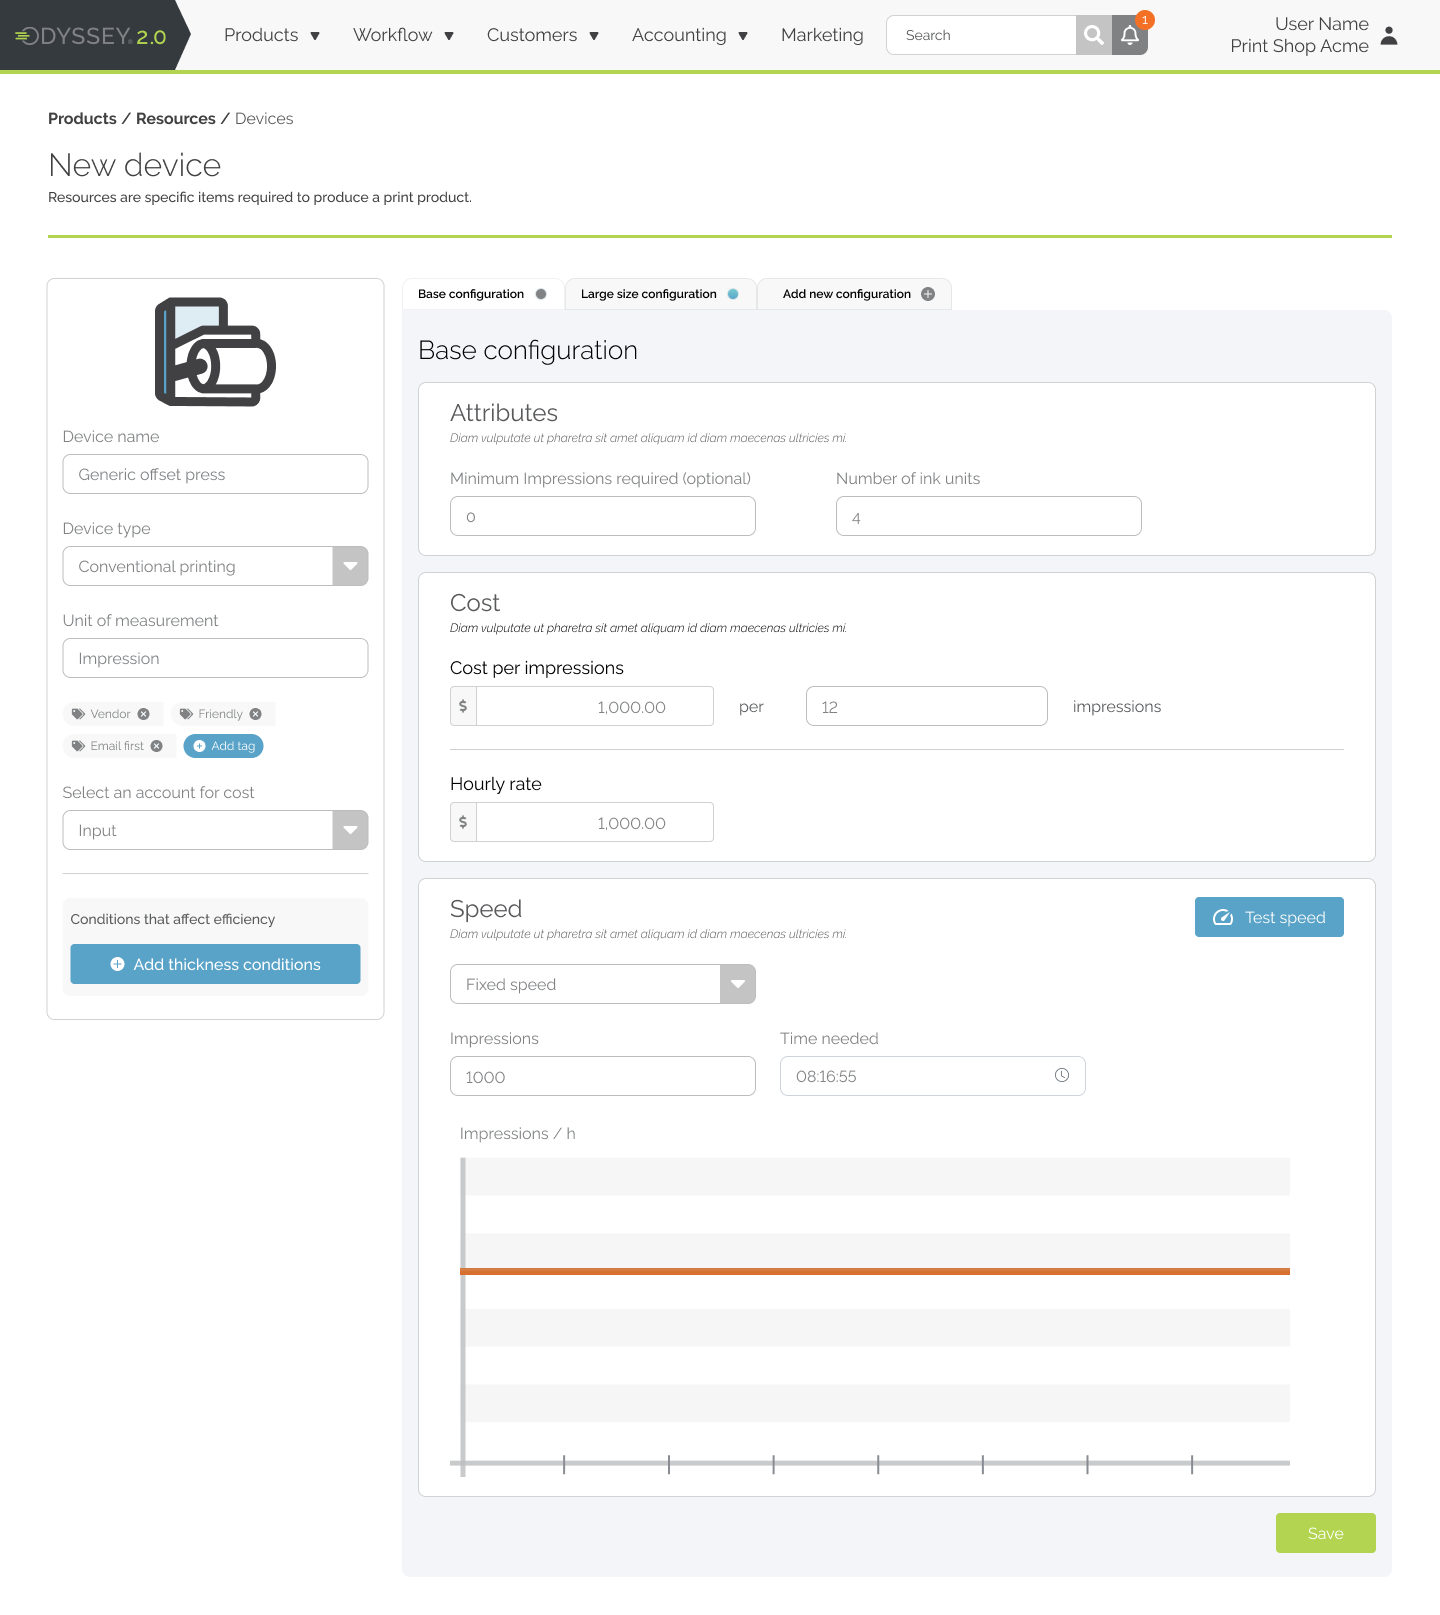 ODYSSEY 2.0
Products
Workflow
Customers
Accounting
Marketing
Search
1
User Name
Print Shop Acme
Products / Resources / Devices
New device
Resources are specific items required to produce a print product.
Device name
Generic offset press
Device type
Conventional printing
Unit of measurement
Impression
Vendor
Friendly
Email first
Add tag
Select an account for cost
Input
Conditions that affect efficiency
Add thickness conditions
Base configuration
Large size configuration
Add new configuration
Base configuration
Attributes
Diam vulputate ut pharetra sit amet aliquam id diam maecenas ultricies mi.
Minimum Impressions required (optional)
0
Number of ink units
4
Cost
Diam vulputate ut pharetra sit amet aliquam id diam maecenas ultricies mi.
Cost per impressions
$ 1,000.00 per 12 impressions
Hourly rate
$ 1,000.00
Speed
Diam vulputate ut pharetra sit amet aliquam id diam maecenas ultricies mi.
Test speed
Fixed speed
Impressions
1000
Time needed
08:16:55
Impressions / h
Save